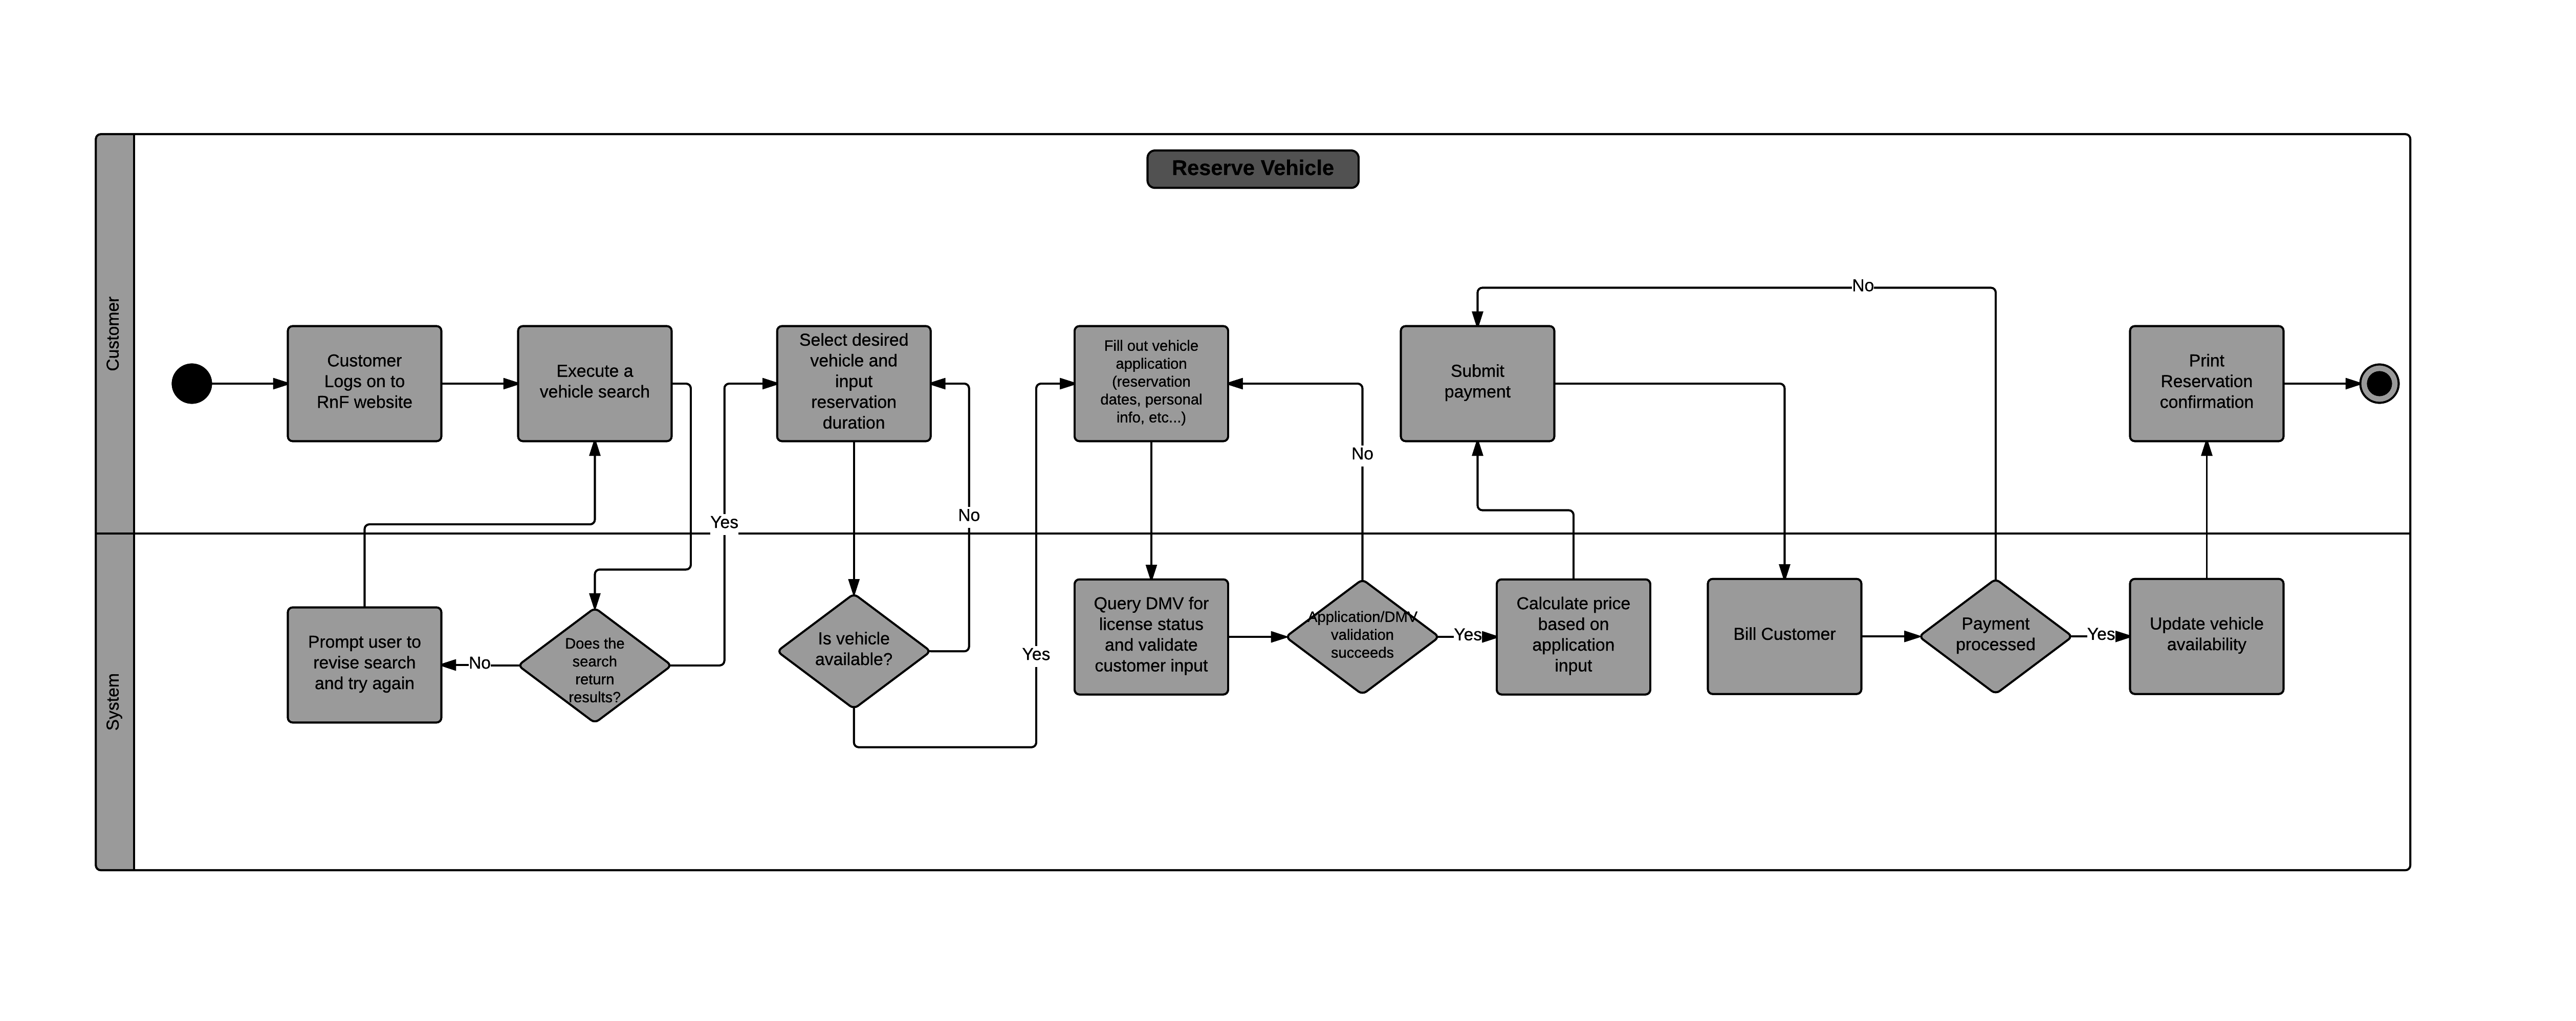 Reserve Vehicle
Customer
Customer
Logs on to
RnF website
Execute a
vehicle search
Select desired
vehicle and
input
reservation
duration
Fill out vehicle
application
(reservation
dates, personal
info, etc...)
Submit
payment
No
Print
Reservation
confirmation
No
No
Yes
System
Prompt user to
revise search
and try again
No
Does the
search
return
results?
Is vehicle
available?
Yes
Query DMV for
license status
and validate
customer input
Application/DMV
validation
succeeds
Yes
Calculate price
based on
application
input
Bill Customer
Payment
processed
Yes
Update vehicle
availability